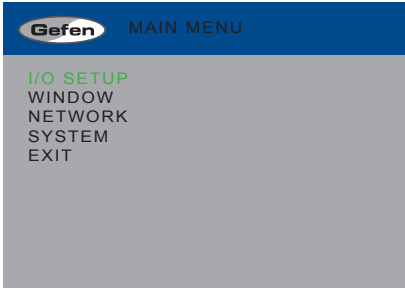 Gefen MAIN MENU
I/O SETUP
WINDOW
NETWORK
SYSTEM
EXIT